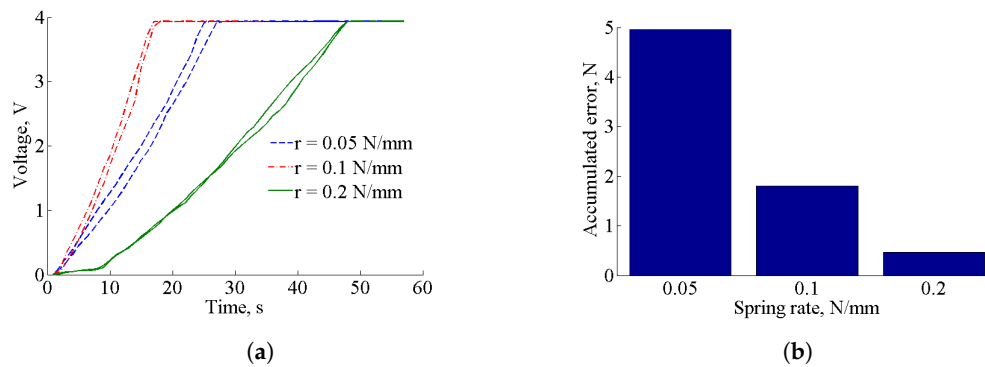 4
3
2
1
0
Voltage, V
r = 0.05 N/mm
r = 0.1 N/mm
r = 0.2 N/mm
0 10 20 30 40 50 60
Time, s
(a)
5
4
3
2
1
0
Accumulated error, N
0.05 0.1 0.2
Spring rate, N/mm
(b)